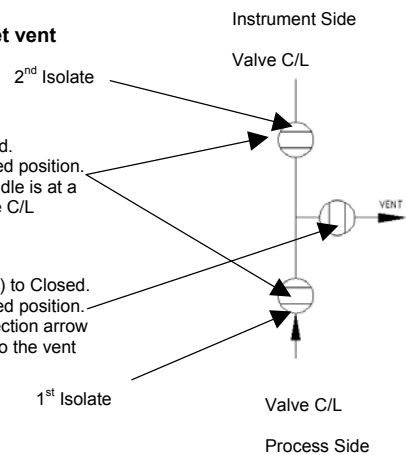 et vent
Instrument Side
Valve C/L
2nd Isolate
d.
ed position.
dle is at a
e C/L
VENT
) to Closed.
ed position.
ection arrow
o the vent
1st Isolate
Valve C/L
Process Side